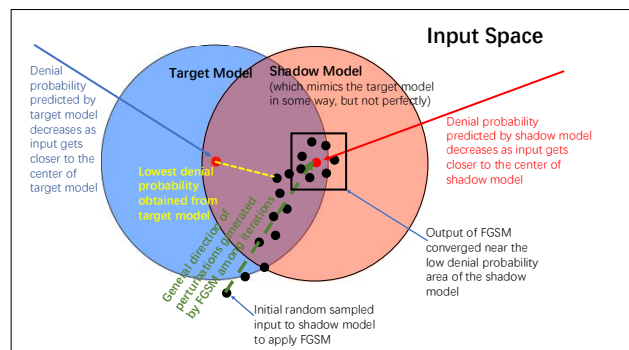 Input Space
Target Model
Shadow Model
(which mimics the target model
in some way, but not perfectly)
Denial
probability
predicted by
target model
decreases as
input gets
closer to the
center of
target model
Denial probability
predicted by shadow model
decreases as input gets
closer to the center of
shadow model
Lowest denial
probability
obtained from
target model
General direction of
perturbations generated
by FGSM among iterations
Output of FGSM
converged near the
low denial probability
area of the shadow
model
Initial random sampled
input to shadow model
to apply FGSM